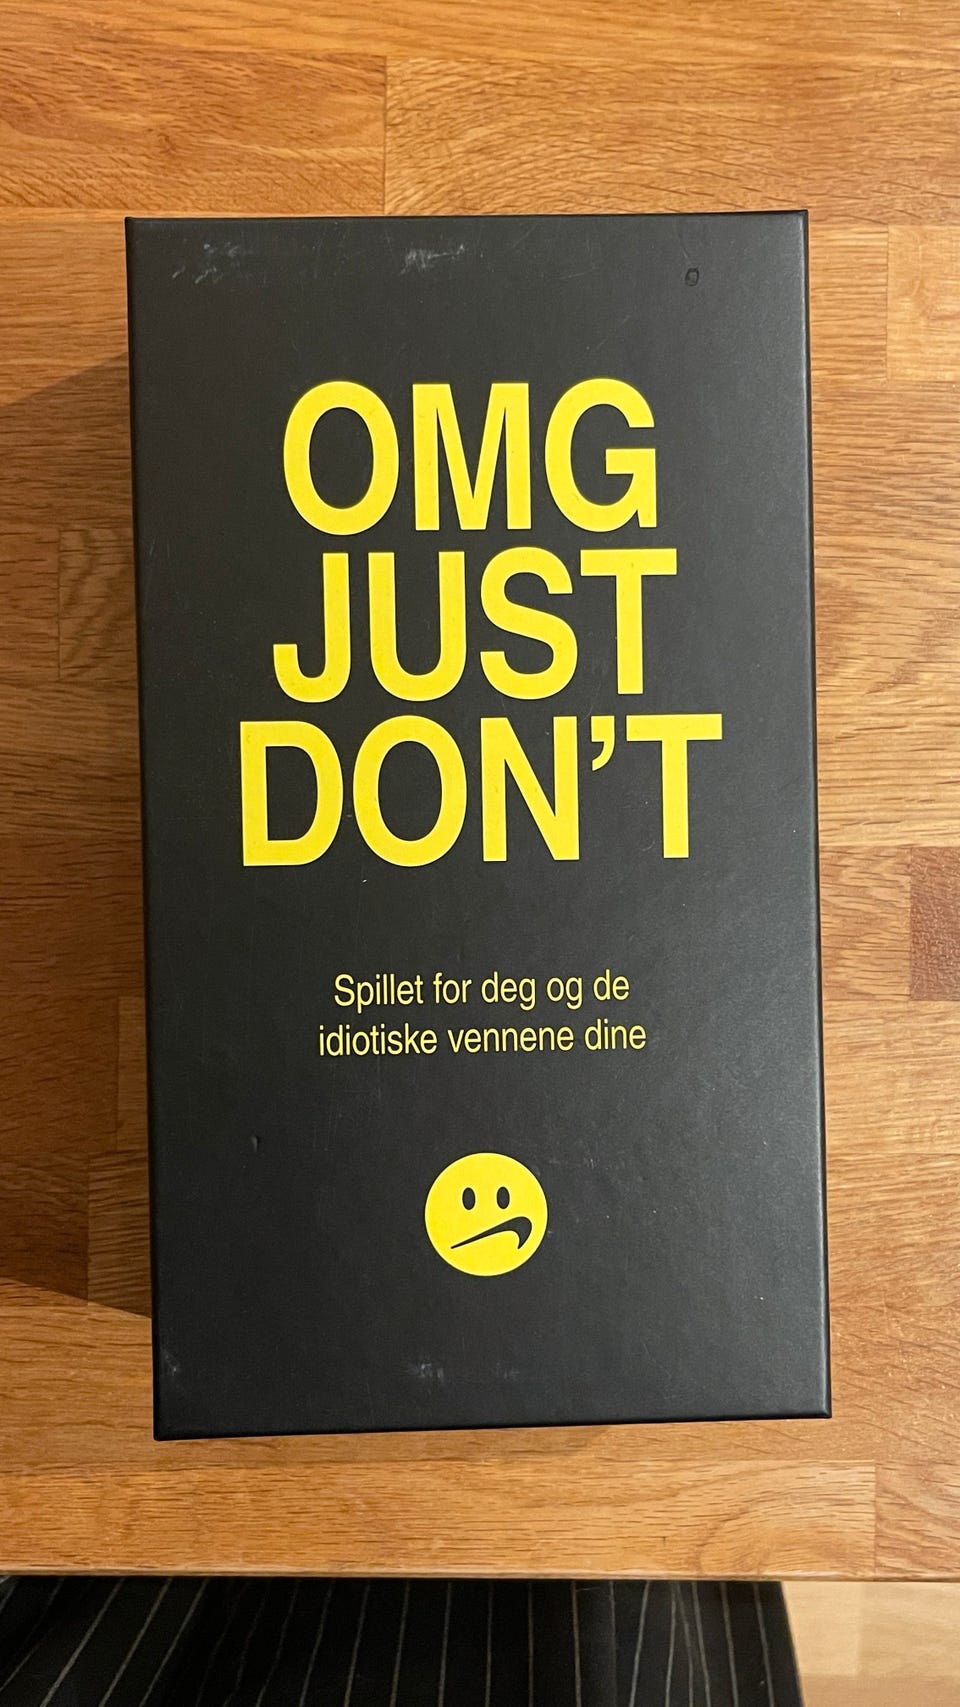 OMG
JUST
DON'T
Spillet for deg og de
idiotiske vennene dine